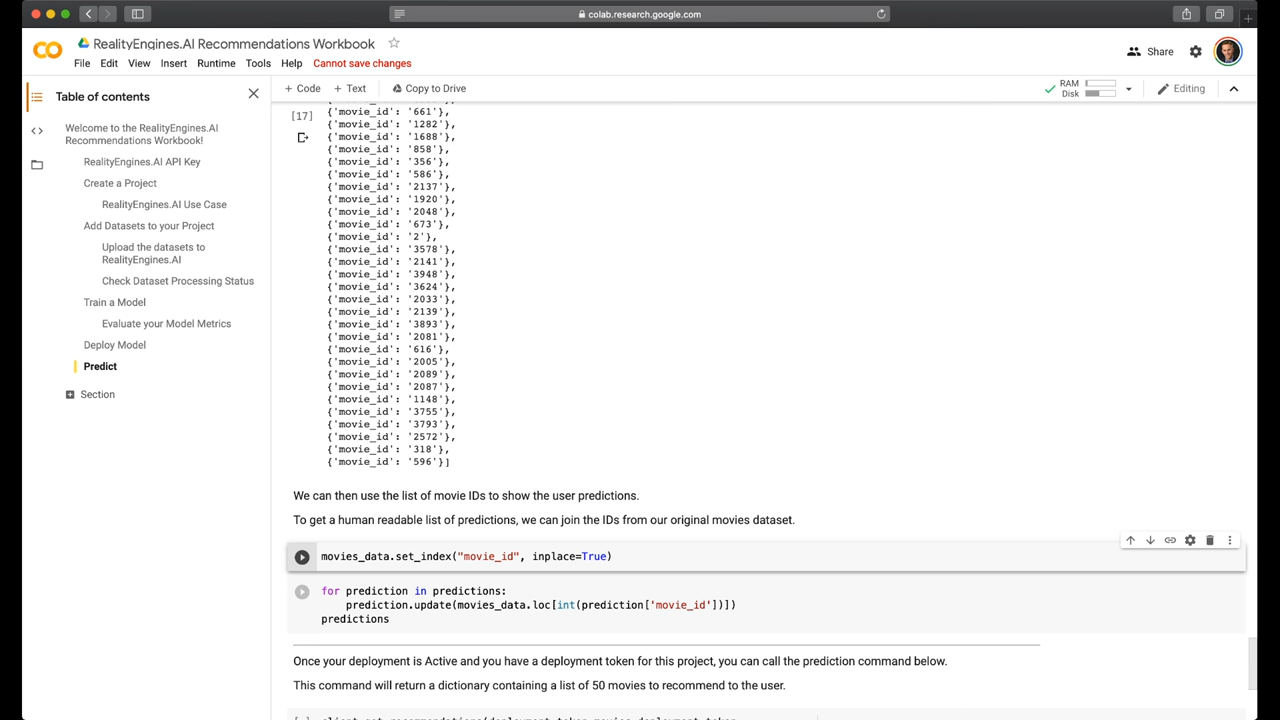 colab.research.google.com
RealityEngines.AI Recommendations Workbook
File Edit View Insert Runtime Tools Help Cannot save changes
Share
+ Code + Text Copy to Drive
RAM
Disk
Editing
Table of contents
Welcome to the RealityEngines.AI
Recommendations Workbook!
RealityEngines.AI API Key
Create a Project
RealityEngines.AI Use Case
Add Datasets to your Project
Upload the datasets to
RealityEngines.AI
Check Dataset Processing Status
Train a Model
Evaluate your Model Metrics
Deploy Model
Predict
Section
[17]
{'movie_id': '661'},
{'movie_id': '1282'},
{'movie_id': '1688'},
{'movie_id': '858'},
{'movie_id': '356'},
{'movie_id': '586'},
{'movie_id': '2137'},
{'movie_id': '1920'},
{'movie_id': '2048'},
{'movie_id': '673'},
{'movie_id': '2'},
{'movie_id': '3578'},
{'movie_id': '2141'},
{'movie_id': '3948'},
{'movie_id': '3624'},
{'movie_id': '2033'},
{'movie_id': '2139'},
{'movie_id': '3893'},
{'movie_id': '2081'},
{'movie_id': '616'},
{'movie_id': '2005'},
{'movie_id': '2089'},
{'movie_id': '2087'},
{'movie_id': '1148'},
{'movie_id': '3755'},
{'movie_id': '3793'},
{'movie_id': '2572'},
{'movie_id': '318'},
{'movie_id': '596'}]
We can then use the list of movie IDs to show the user predictions.
To get a human readable list of predictions, we can join the IDs from our original movies dataset.
movies_data.set_index("movie_id", inplace=True)
for prediction in predictions:
    prediction.update(movies_data.loc[int(prediction['movie_id'])])
predictions
Once your deployment is Active and you have a deployment token for this project, you can call the prediction command below.
This command will return a dictionary containing a list of 50 movies to recommend to the user.